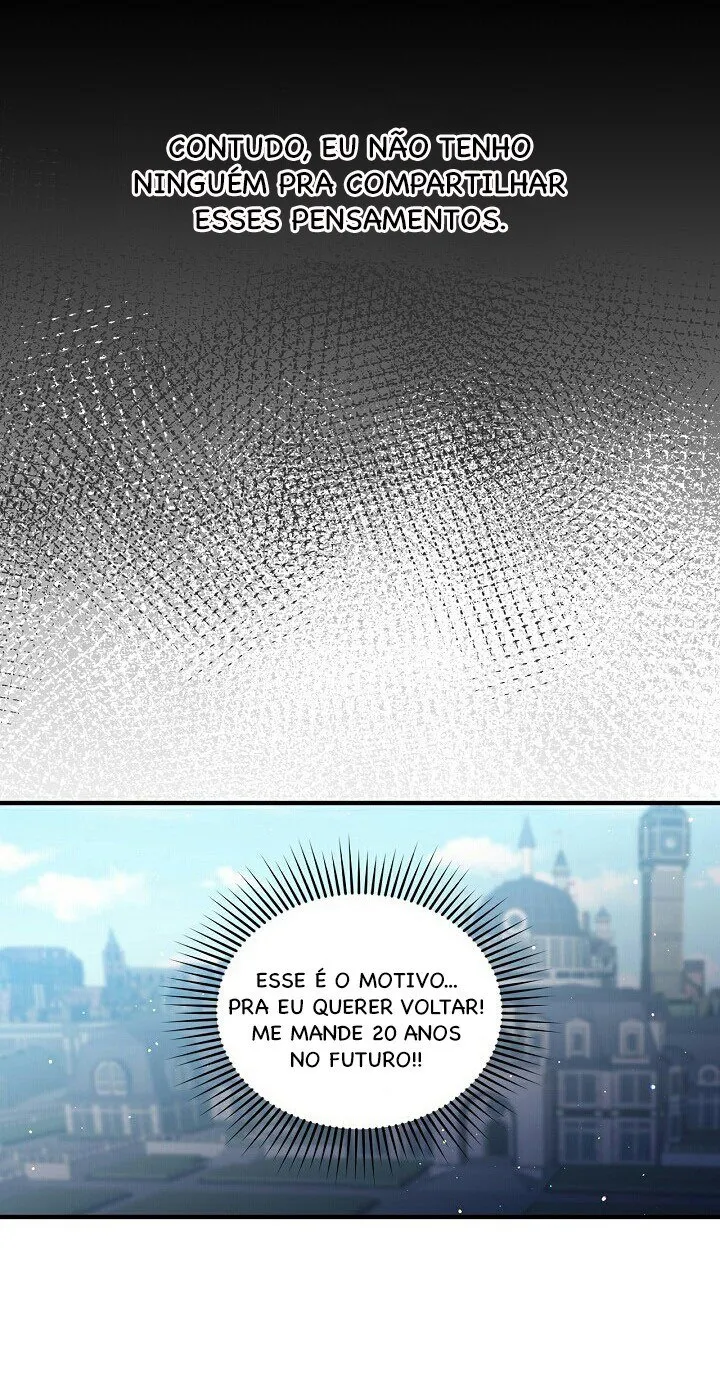 CONTUDO, EU NÃO TENHO
NINGUÉM PRA COMPARTILHAR
ESSES PENSAMENTOS.
ESSE É O MOTIVO...
PRA EU QUERER VOLTAR!
ME MANDE 20 ANOS
NO FUTURO!!